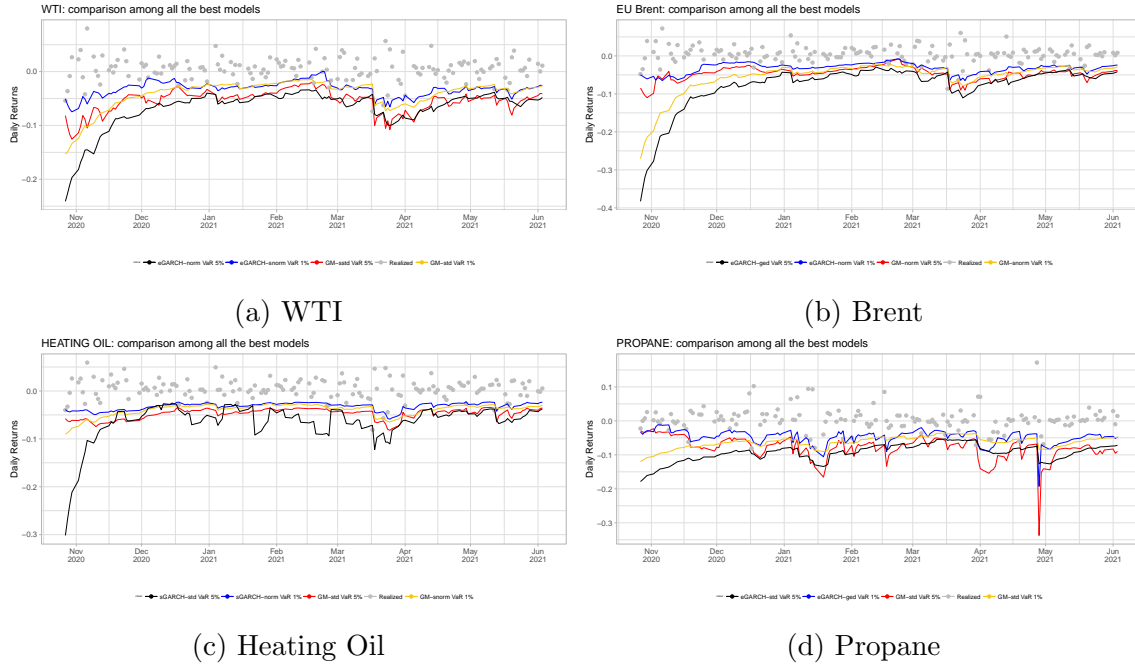 WTI: comparison among all the best models
Daily Returns
0.0
−0.1
−0.2
Nov 2020
Dec 2020
Jan 2021
Feb 2021
Mar 2021
Apr 2021
May 2021
Jun 2021
eGARCH−norm VaR 5% eGARCH−snorm VaR 1% GM−sstd VaR 5% Realized GM−std VaR 1%
(a) WTI
EU Brent: comparison among all the best models
Daily Returns
0.0
−0.1
−0.2
−0.3
−0.4
Nov 2020
Dec 2020
Jan 2021
Feb 2021
Mar 2021
Apr 2021
May 2021
Jun 2021
eGARCH−ged VaR 5% eGARCH−norm VaR 1% GM−norm VaR 5% Realized GM−snorm VaR 1%
(b) Brent
HEATING OIL: comparison among all the best models
Daily Returns
0.0
−0.1
−0.2
−0.3
Nov 2020
Dec 2020
Jan 2021
Feb 2021
Mar 2021
Apr 2021
May 2021
Jun 2021
sGARCH−std VaR 5% sGARCH−norm VaR 1% GM−std VaR 5% Realized GM−snorm VaR 1%
(c) Heating Oil
PROPANE: comparison among all the best models
Daily Returns
0.1
0.0
−0.1
−0.2
−0.3
Nov 2020
Dec 2020
Jan 2021
Feb 2021
Mar 2021
Apr 2021
May 2021
Jun 2021
eGARCH−std VaR 5% eGARCH−ged VaR 1% GM−std VaR 5% Realized GM−std VaR 1%
(d) Propane